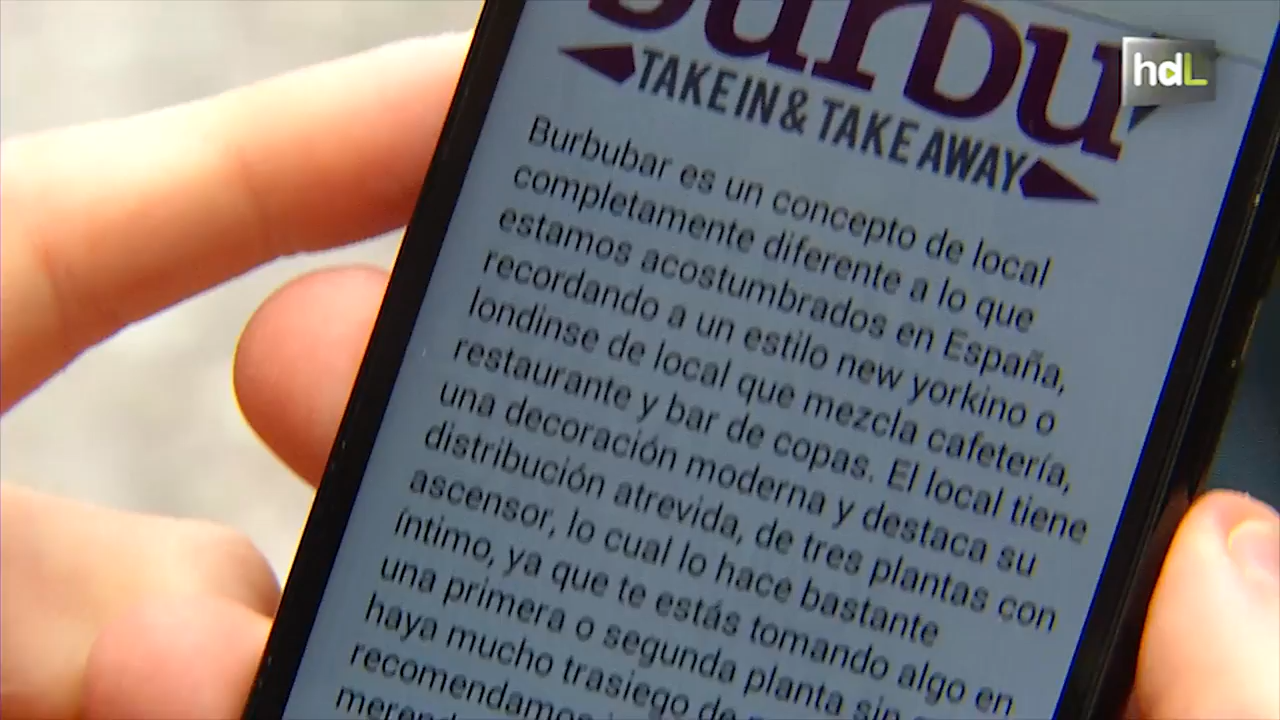 Burbu
hdL
TAKE IN & TAKE AWAY
Burbubar es un concepto de local
completamente diferente a lo que
estamos acostumbrados en España,
recordando a un estilo new yorkino o
londinse de local que mezcla cafetería,
restaurante y bar de copas. El local tiene
una decoración moderna y destaca su
distribución atrevida, de tres plantas con
ascensor, lo cual lo hace bastante
íntimo, ya que te estás tomando algo en
una primera o segunda planta sin
haya mucho trasiego de
recomendamos